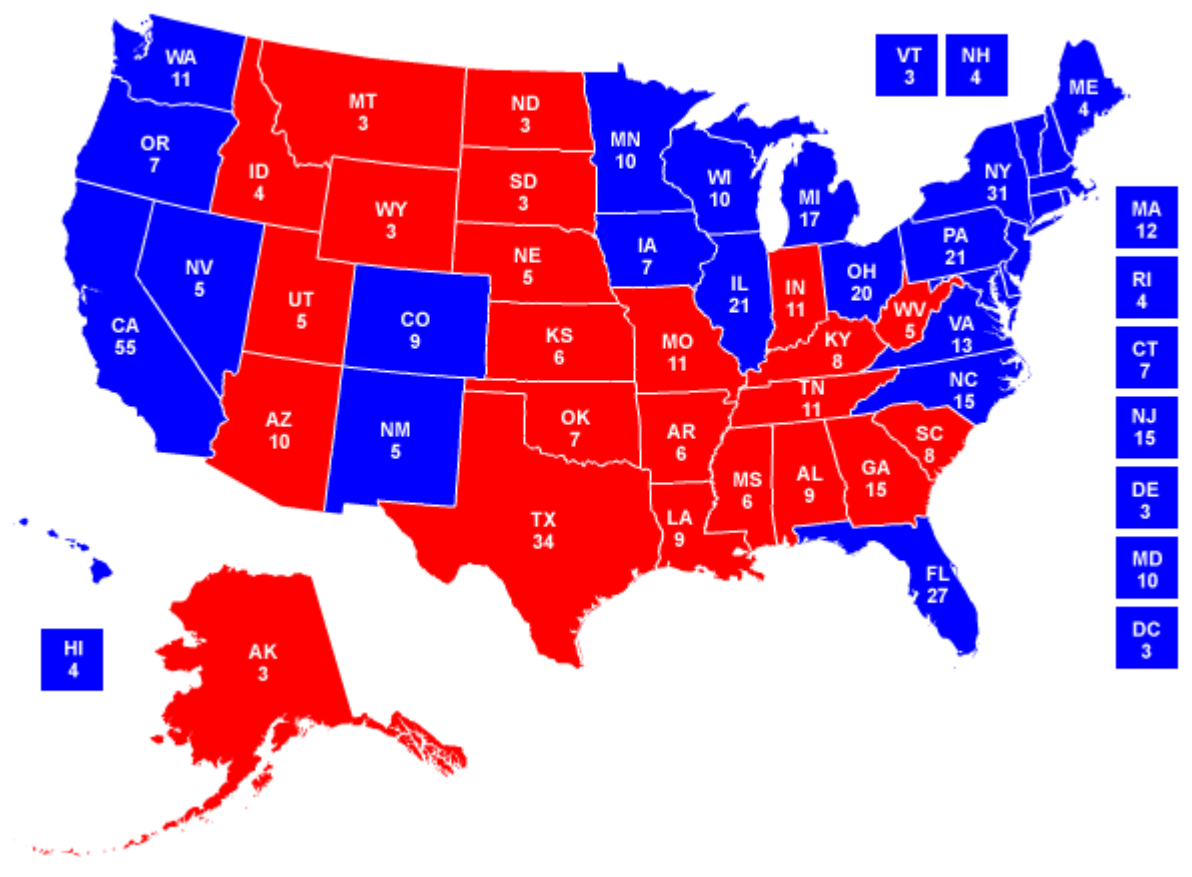 VT
3
NH
4
WA
11
ME
4
MT
3
ND
3
MN
10
OR
7
ID
4
SD
3
WI
10
MI
17
NY
31
WY
3
MA
12
IA
7
PA
21
NE
5
NV
5
OH
20
IL
21
IN
11
RI
4
UT
5
CO
9
WV
5
VA
13
CA
55
KS
6
MO
11
KY
8
CT
7
NC
15
TN
11
AZ
10
NM
5
OK
7
AR
6
SC
8
NJ
15
MS
6
AL
9
GA
15
DE
3
TX
34
LA
9
MD
10
FL
27
DC
3
HI
4
AK
3